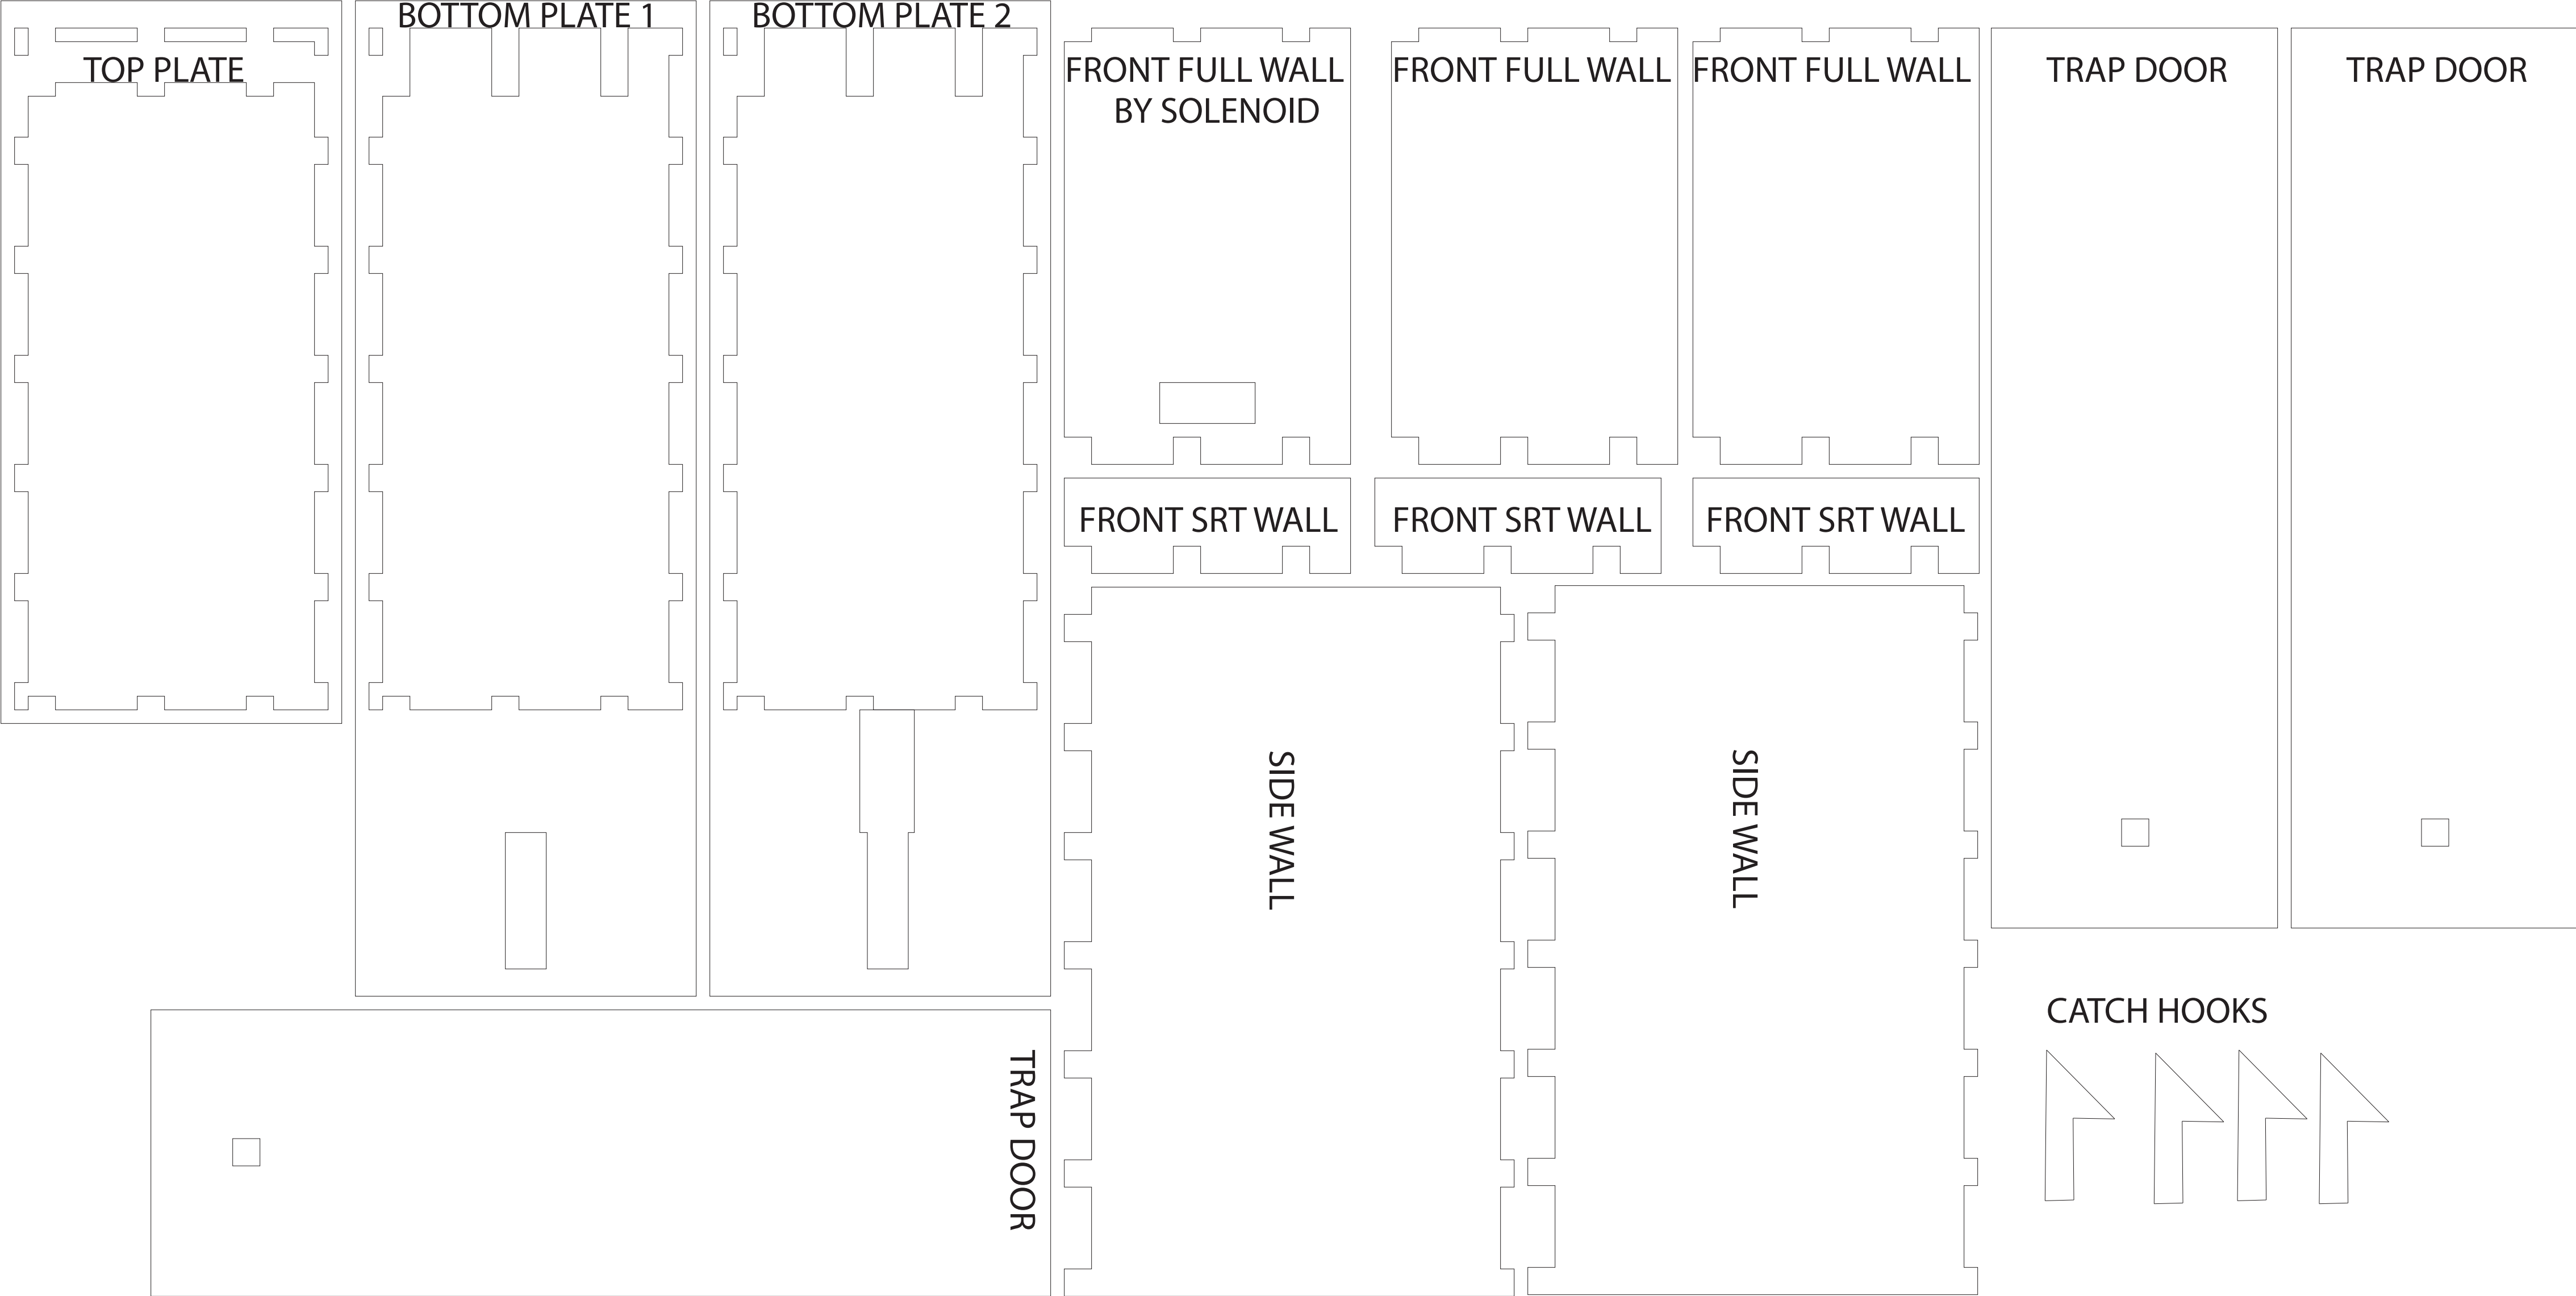 BOTTOM PLATE 1
BOTTOM PLATE 2
TOP PLATE
FRONT FULL WALL
BY SOLENOID
FRONT FULL WALL
FRONT FULL WALL
TRAP DOOR
TRAP DOOR
FRONT SRT WALL
FRONT SRT WALL
FRONT SRT WALL
SIDE WALL
SIDE WALL
CATCH HOOKS
TRAP DOOR